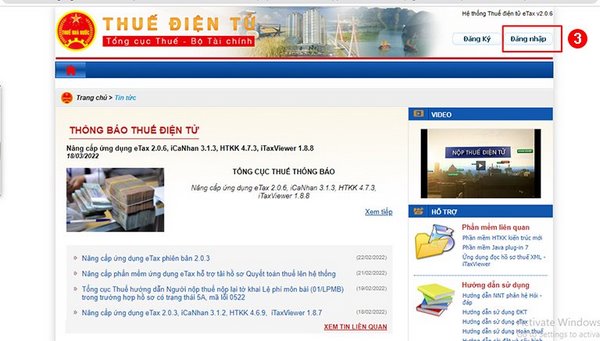 Hệ thống Thuế điện tử eTax v2.0.6
THUẾ NHÀ NƯỚC
THUẾ ĐIỆN TỬ
Tổng cục Thuế - Bộ Tài chính
Đăng Ký
Đăng nhập
3
Trang chủ > Tin tức
THÔNG BÁO THUẾ ĐIỆN TỬ
Nâng cấp ứng dụng eTax 2.0.6, iCaNhan 3.1.3, HTKK 4.7.3, iTaxViewer 1.8.8
18/03/2022
TỔNG CỤC THUẾ THÔNG BÁO
Nâng cấp ứng dụng eTax 2.0.6, iCaNhan 3.1.3, HTKK 4.7.3,
iTaxViewer 1.8.8
Xem tiếp
Nâng cấp ứng dụng eTax phiên bản 2.0.3
(22/02/2022)
Nâng cấp phần mềm ứng dụng eTax hỗ trợ tải hồ sơ Quyết toán thuế lên hệ thống
(21/02/2022)
Tổng cục Thuế hướng dẫn Người nộp thuế nộp lại tờ khai Lệ phí môn bài (01/LPMB)
trong trường hợp hồ sơ có trạng thái 5A, mã lỗi 0522
(19/02/2022)
Nâng cấp ứng dụng eTax 2.0.3, iCaNhan 3.1.2, HTKK 4.6.9, iTaxViewer 1.8.7
(18/02/2022)
XEM TIN LIÊN QUAN
VIDEO
NỘP THUẾ ĐIỆN TỬ
HỖ TRỢ
Phần mềm liên quan
Phần mềm HTKK kiến trúc mới
Phần mềm Java plug-in 7
Ứng dụng đọc hồ sơ thuế XML -
iTaxViewer
Hướng dẫn sử dụng
Hướng dẫn NNT phân hệ Hỏi -
đáp
Hướng dẫn sử dụng QKT
Hướng dẫn sử dụng eTax
Hướng dẫn sử dụng Hoàn thuế
Activate Windows
Go to Settings to activa